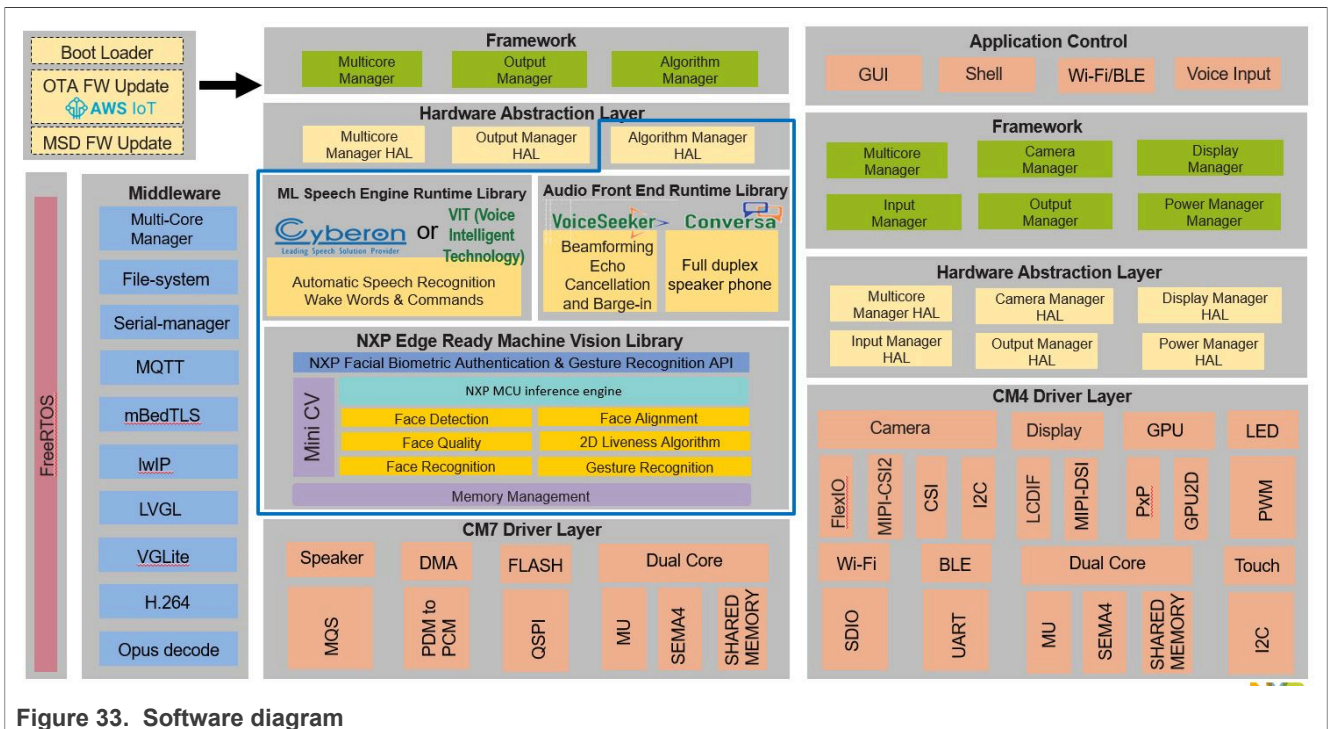 Boot Loader
OTA FW Update
AWS IoT
MSD FW Update
FreeRTOS
Middleware
Multi-Core
Manager
File-system
Serial-manager
MQTT
mBedTLS
lwIP
LVGL
VGLite
H.264
Opus decode
Framework
Multicore
Manager
Output
Manager
Algorithm
Manager
Hardware Abstraction Layer
Multicore
Manager HAL
Output Manager
HAL
Algorithm Manager
HAL
ML Speech Engine Runtime Library
Cyberon
Leading Speech Solution Provider
or
VIT (Voice
Intelligent
Technology)
Automatic Speech Recognition
Wake Words & Commands
Audio Front End Runtime Library
VoiceSeeker
Conversa
Beamforming
Echo
Cancellation
and Barge-in
Full duplex
speaker phone
NXP Edge Ready Machine Vision Library
NXP Facial Biometric Authentication & Gesture Recognition API
Mini CV
NXP MCU inference engine
Face Detection
Face Alignment
Face Quality
2D Liveness Algorithm
Face Recognition
Gesture Recognition
Memory Management
CM7 Driver Layer
Speaker
DMA
FLASH
Dual Core
MQS
PDM to
PCM
QSPI
MU
SEMA4
SHARED
MEMORY
Application Control
GUI
Shell
Wi-Fi/BLE
Voice Input
Framework
Multicore
Manager
Camera
Manager
Display
Manager
Input
Manager
Output
Manager
Power Manager
Manager
Hardware Abstraction Layer
Multicore
Manager HAL
Camera Manager
HAL
Display Manager
HAL
Input Manager
HAL
Output Manager
HAL
Power Manager
HAL
CM4 Driver Layer
Camera
Display
GPU
LED
FlexIO
MIPI-CSI2
CSI
I2C
LCDIF
MIPI-DSI
PxP
GPU2D
PWM
Wi-Fi
BLE
Dual Core
Touch
SDIO
UART
MU
SEMA4
SHARED
MEMORY
I2C
Figure 33. Software diagram